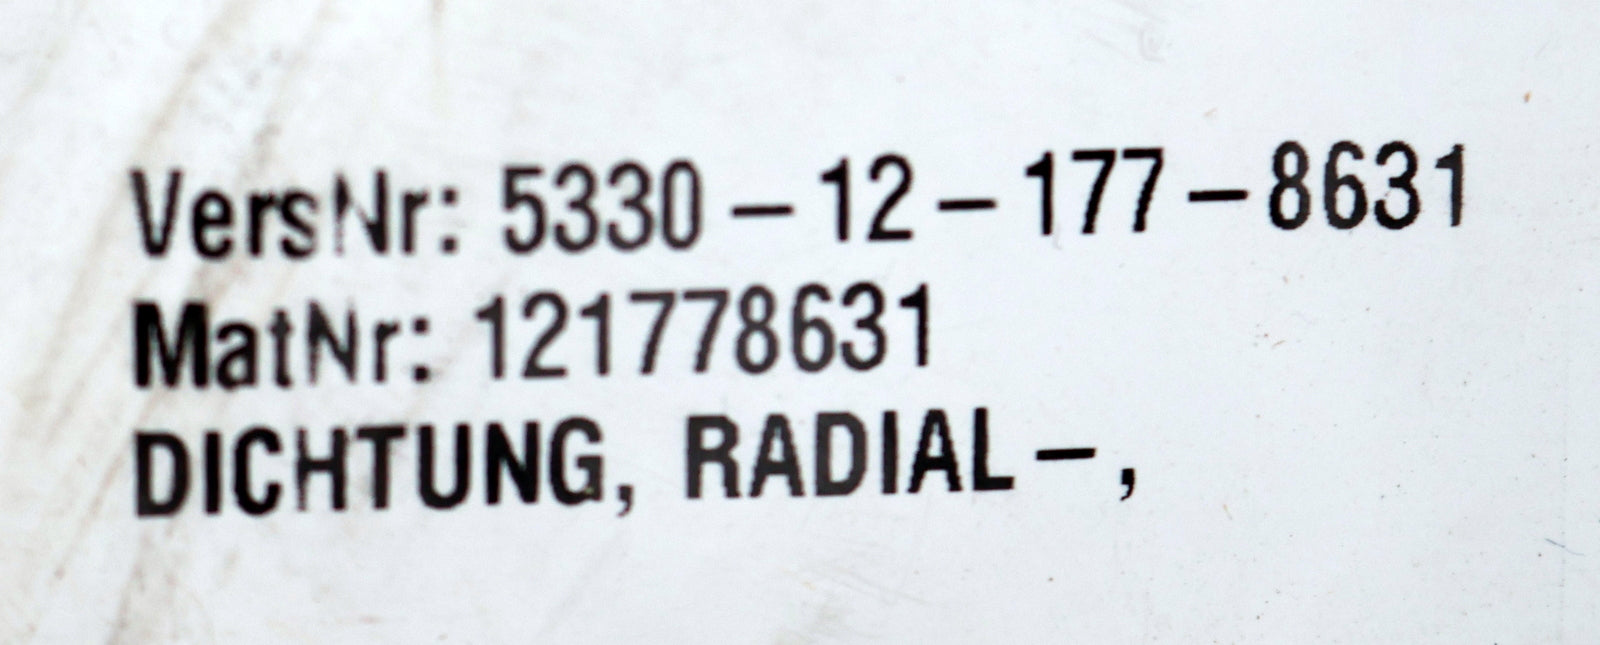 VersNr: 5330-12-177-8631
MatNr: 121778631
DICHTUNG, RADIAL-,